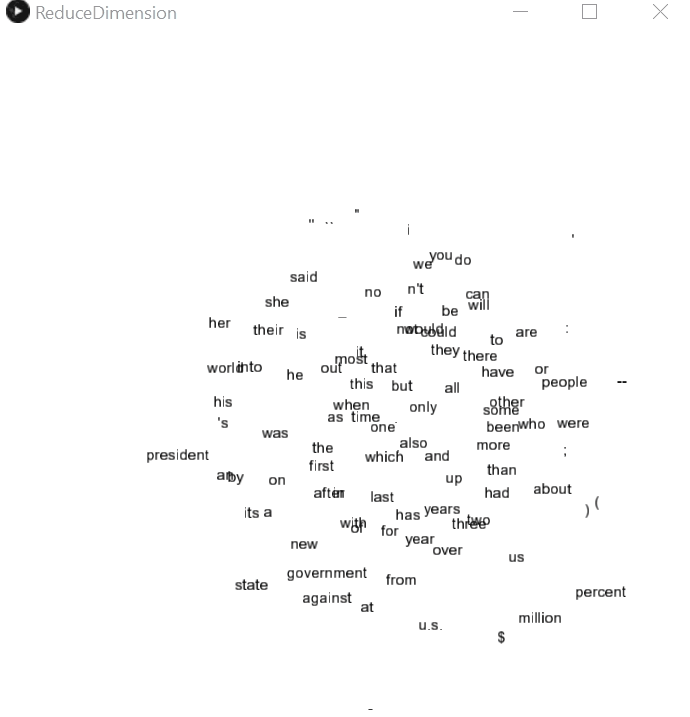 ReduceDimension
"
'' ``
i
'
you
we do
said
no n't can
she will
if be
her _
their is not would could are :
to
it they
most there
world into out that have or
he people --
this but all
his when only other
some
's as time
one been who were
was also
the which and more ;
president
first than
an by on up
after in last had about
(
its a has years )
with three two
of for
new year
over
us
government from
state
against percent
at
u.s. million
$